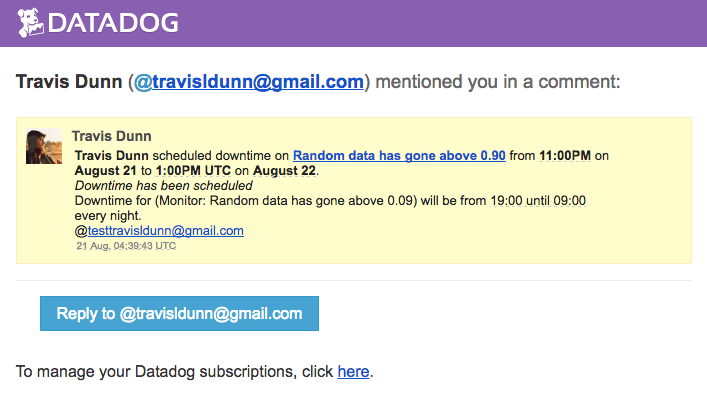 DATADOG
Travis Dunn (@travisldunn@gmail.com) mentioned you in a comment:
Travis Dunn
Travis Dunn scheduled downtime on Random data has gone above 0.90 from 11:00PM on
August 21 to 1:00PM UTC on August 22.
Downtime has been scheduled
Downtime for (Monitor: Random data has gone above 0.09) will be from 19:00 until 09:00
every night.
@testtravisldunn@gmail.com
21 Aug, 04:39:43 UTC
Reply to @travisldunn@gmail.com
To manage your Datadog subscriptions, click here.